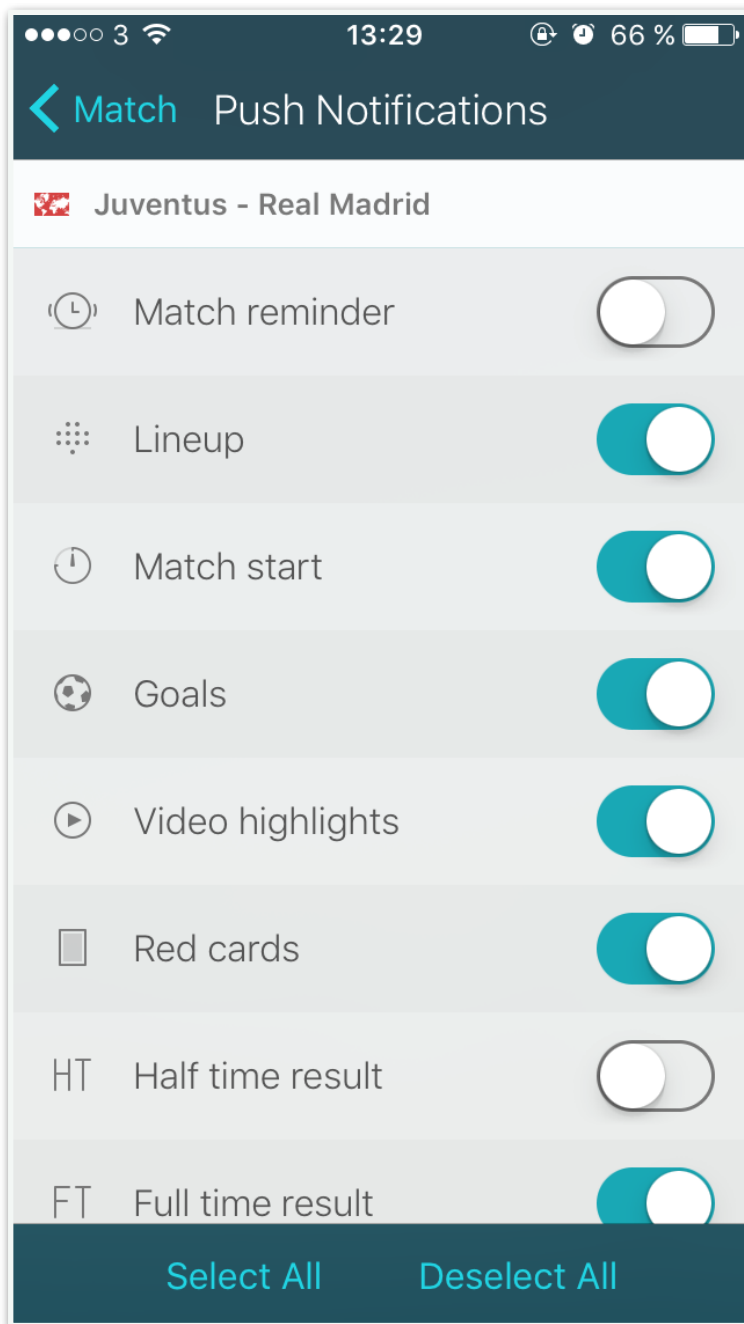 3 13:29 66 %
Match Push Notifications
Juventus - Real Madrid
Match reminder
Lineup
Match start
Goals
Video highlights
Red cards
HT Half time result
FT Full time result
Select All Deselect All